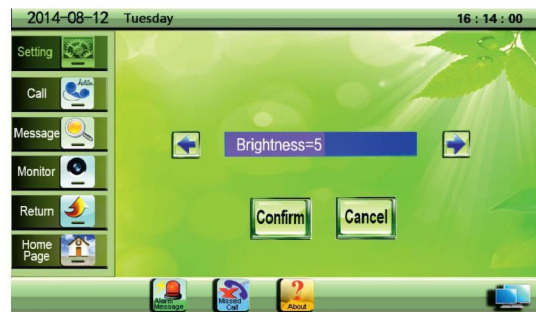 2014-08-12 Tuesday 16:14:00
Setting
Call
Message
Monitor
Return
Home
Page
Brightness=5
Confirm Cancel
Alarm
Message
Missed
Call
About